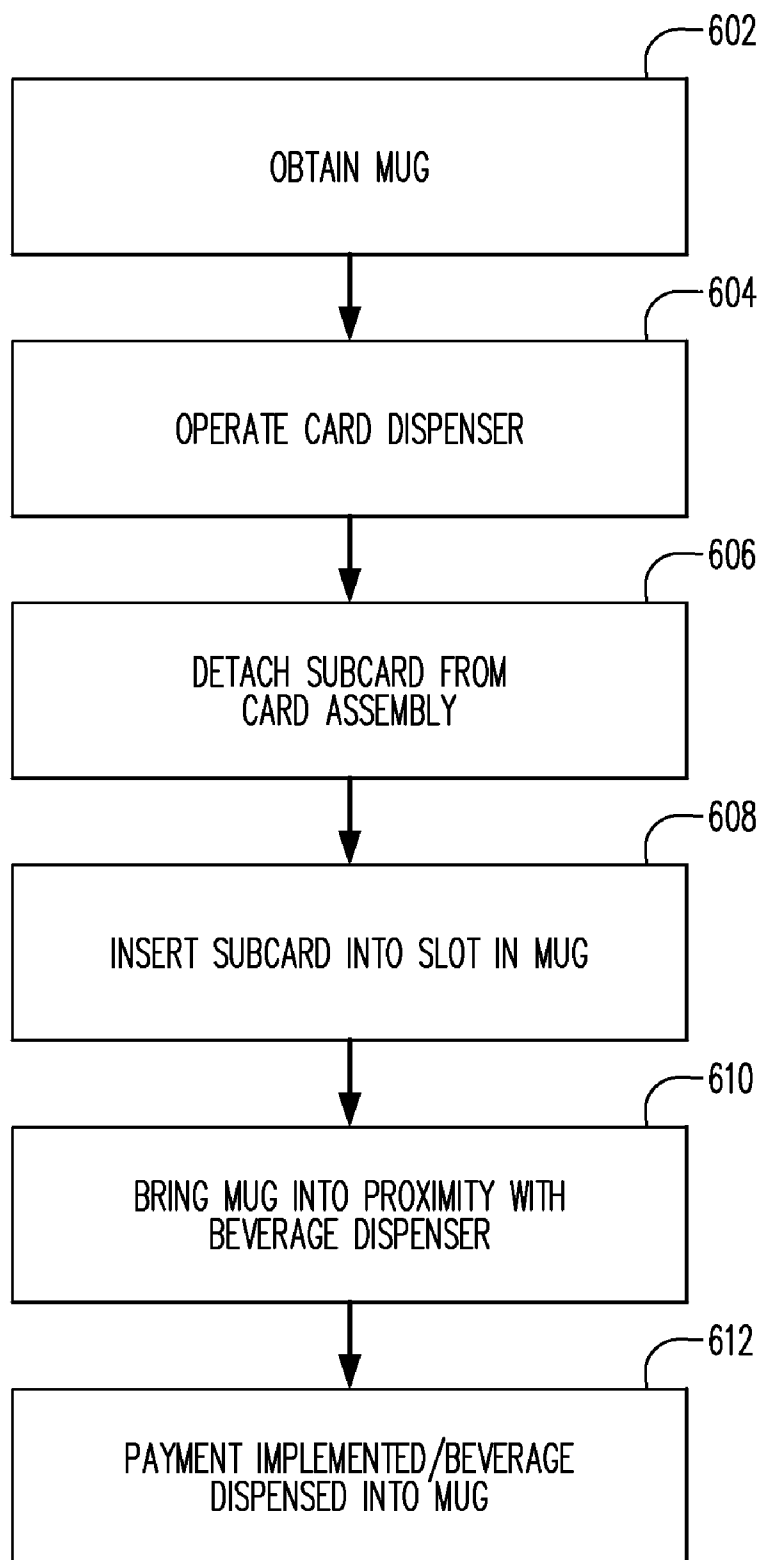 602
OBTAIN MUG
604
OPERATE CARD DISPENSER
606
DETACH SUBCARD FROM
CARD ASSEMBLY
608
INSERT SUBCARD INTO SLOT IN MUG
610
BRING MUG INTO PROXIMITY WITH
BEVERAGE DISPENSER
612
PAYMENT IMPLEMENTED/BEVERAGE
DISPENSED INTO MUG